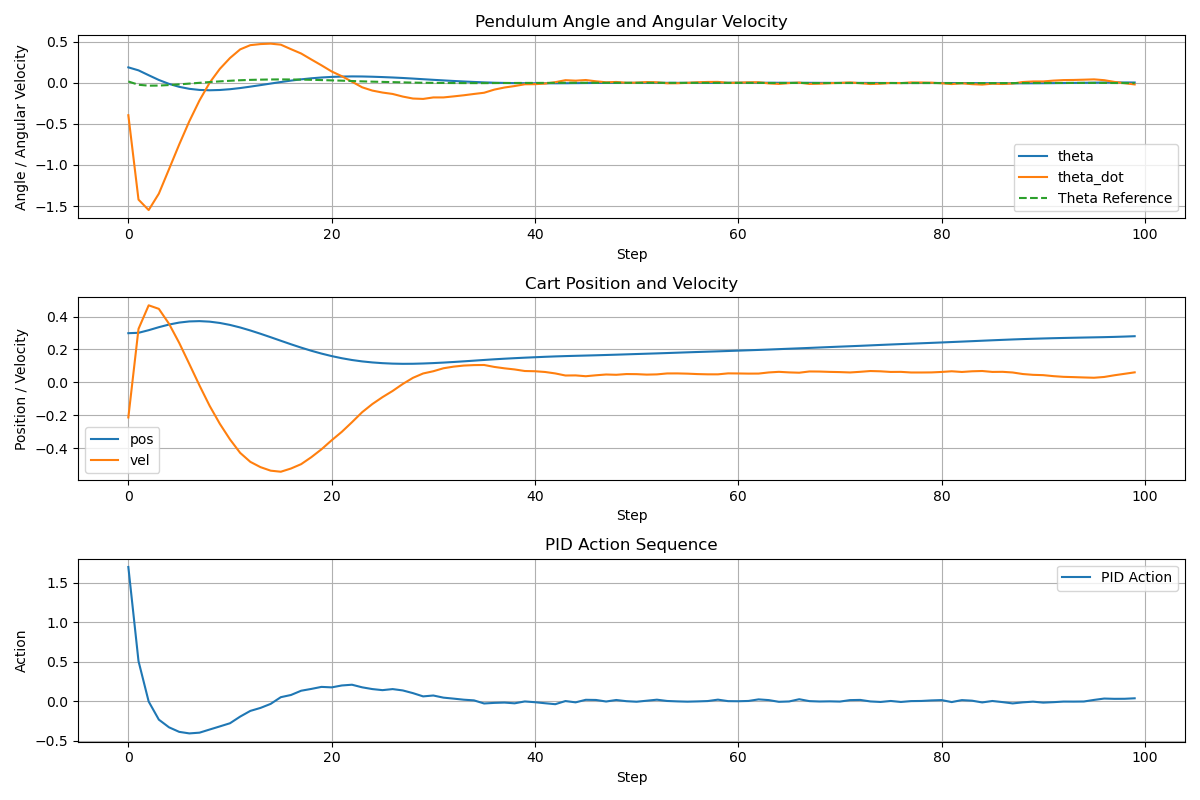 Pendulum Angle and Angular Velocity
Angle / Angular Velocity
0.5
0.0
−0.5
−1.0
−1.5
theta
theta_dot
Theta Reference
0 20 40 60 80 100
Step
Cart Position and Velocity
Position / Velocity
0.4
0.2
0.0
−0.2
−0.4
pos
vel
0 20 40 60 80 100
Step
PID Action Sequence
Action
1.5
1.0
0.5
0.0
−0.5
PID Action
0 20 40 60 80 100
Step